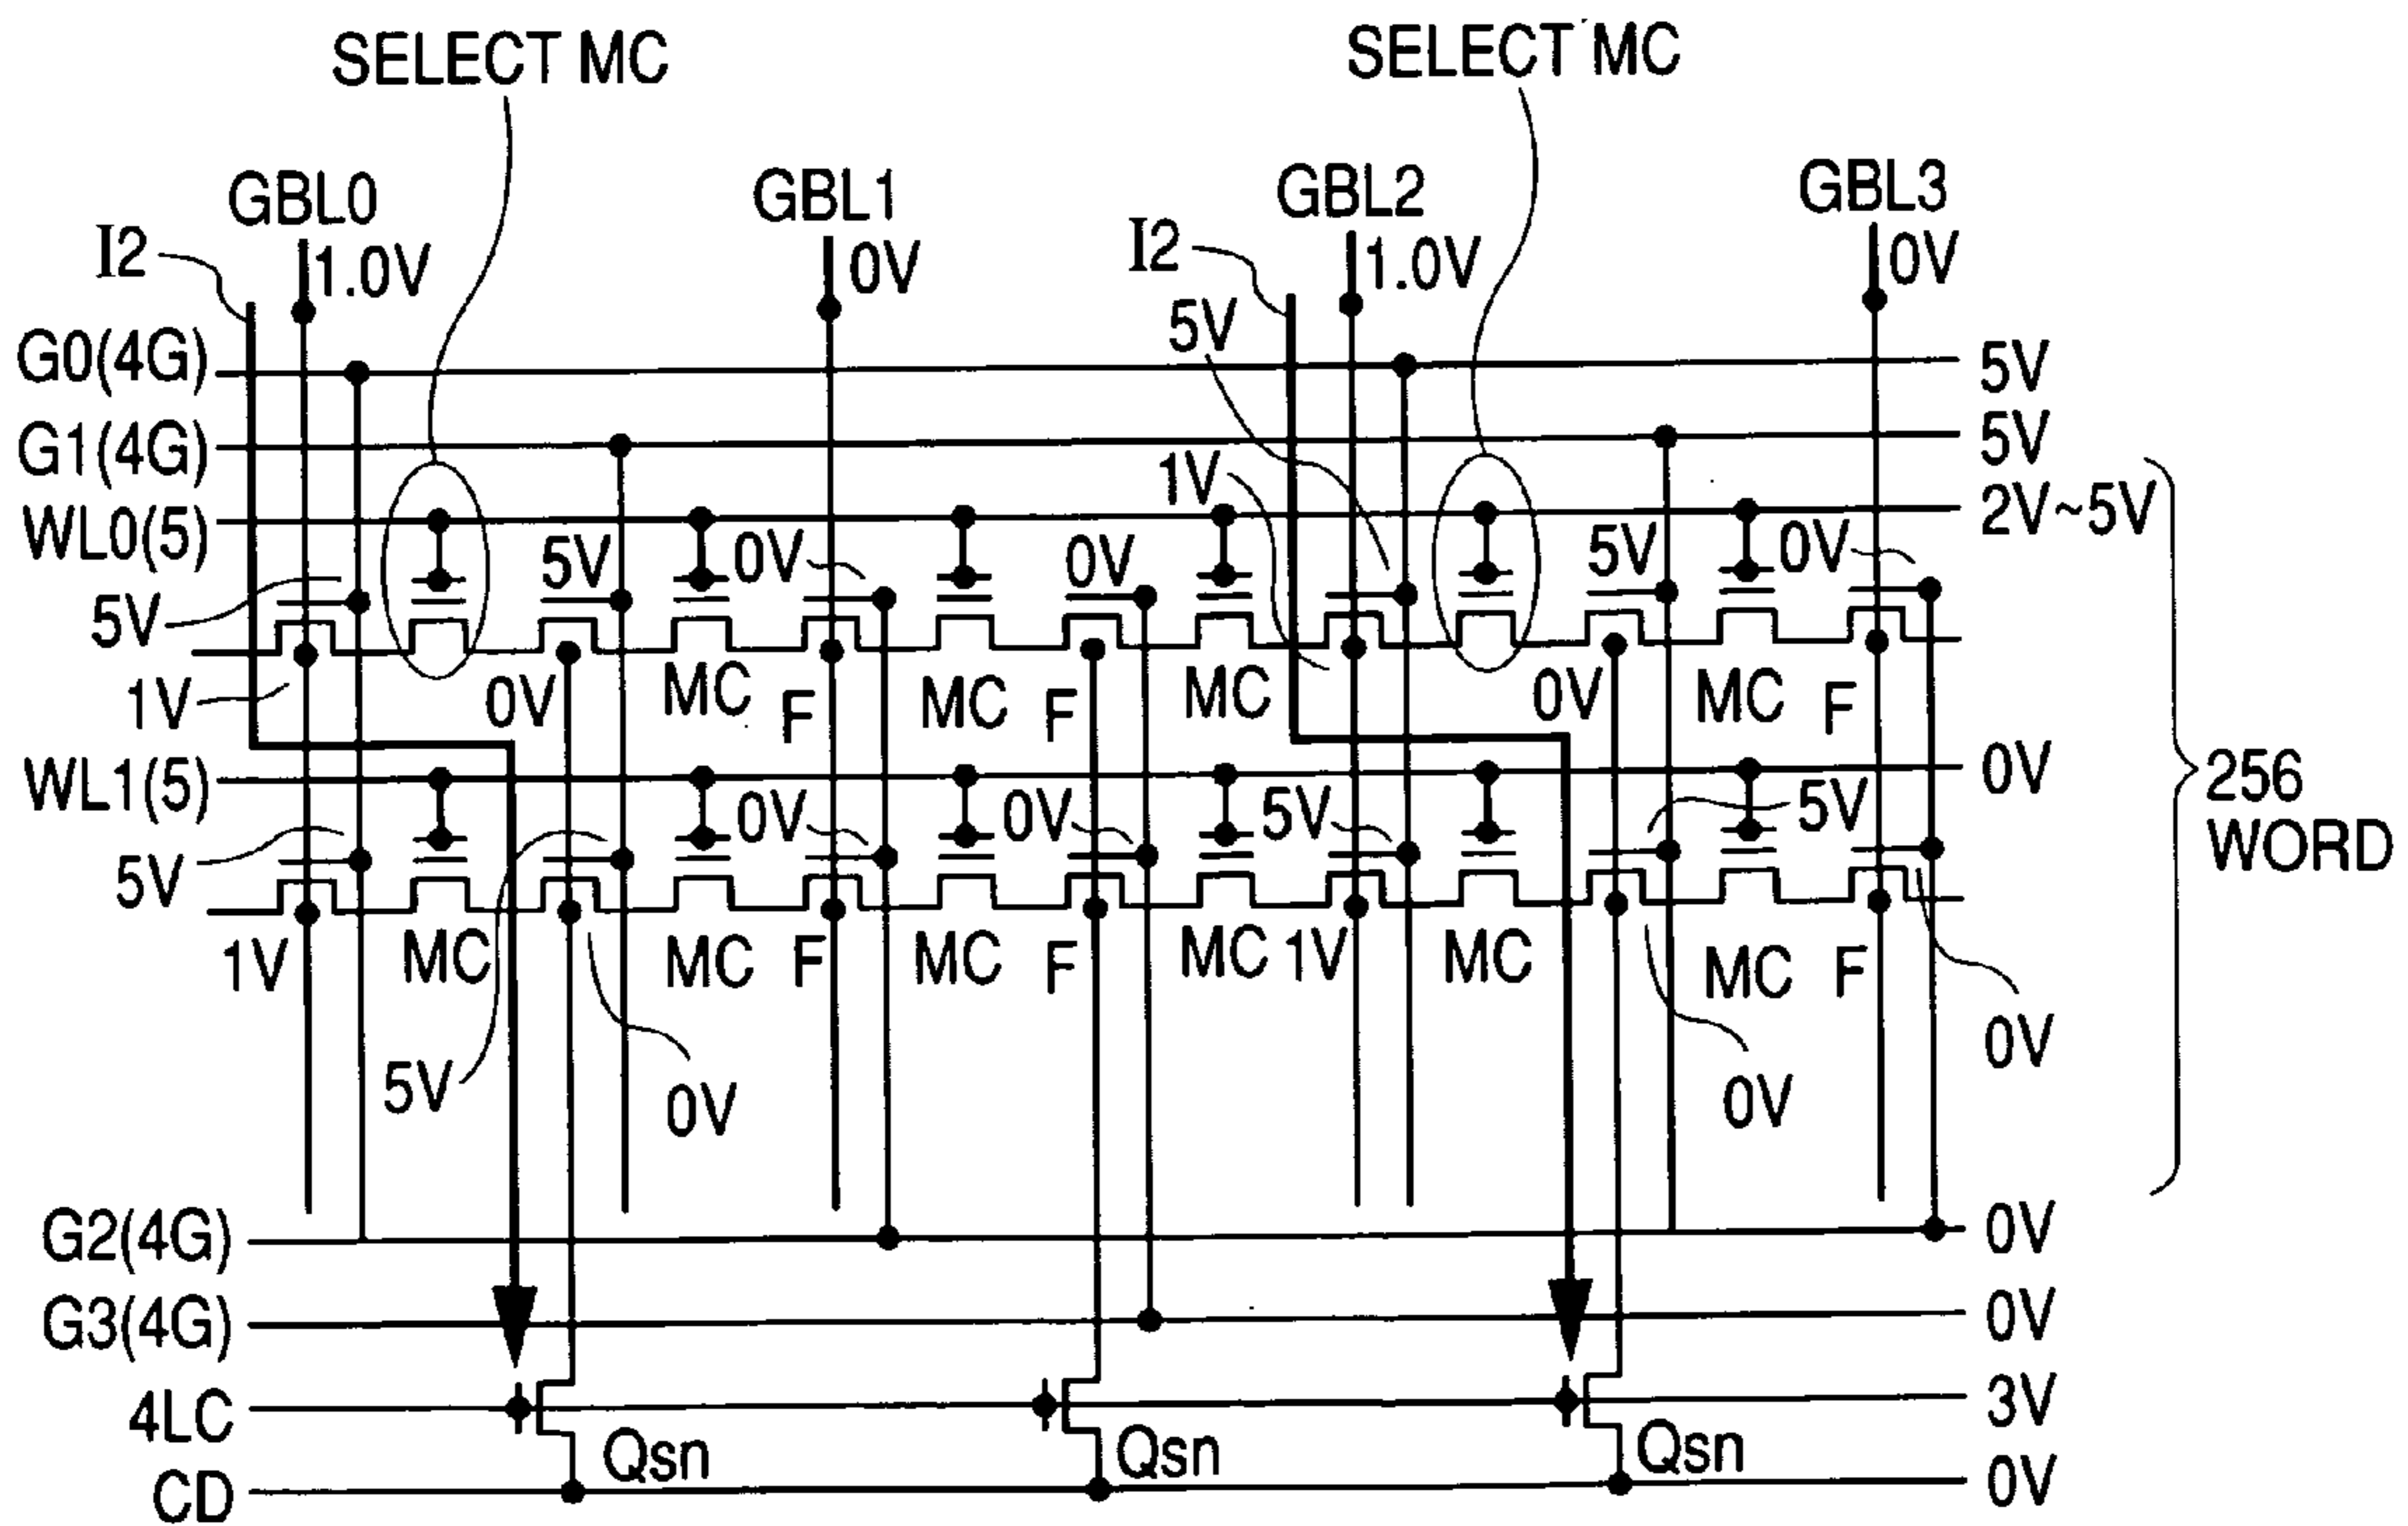 SELECT MC SELECT MC
GBL0 GBL1 GBL2 GBL3
I2 1.0V 0V I2 1.0V 0V
5V
G0(4G) 5V
G1(4G) 5V
1V
WL0(5) 2V~5V
5V 0V 0V 5V 0V
5V
1V 0V MC F MC F MC 0V MC F
WL1(5) 0V
256
WORD
0V 0V 5V 5V
5V
1V MC MC F MC F MC 1V MC MC F
5V 0V 0V 0V
G2(4G) 0V
G3(4G) 0V
4LC 3V
Qsn Qsn Qsn
CD 0V